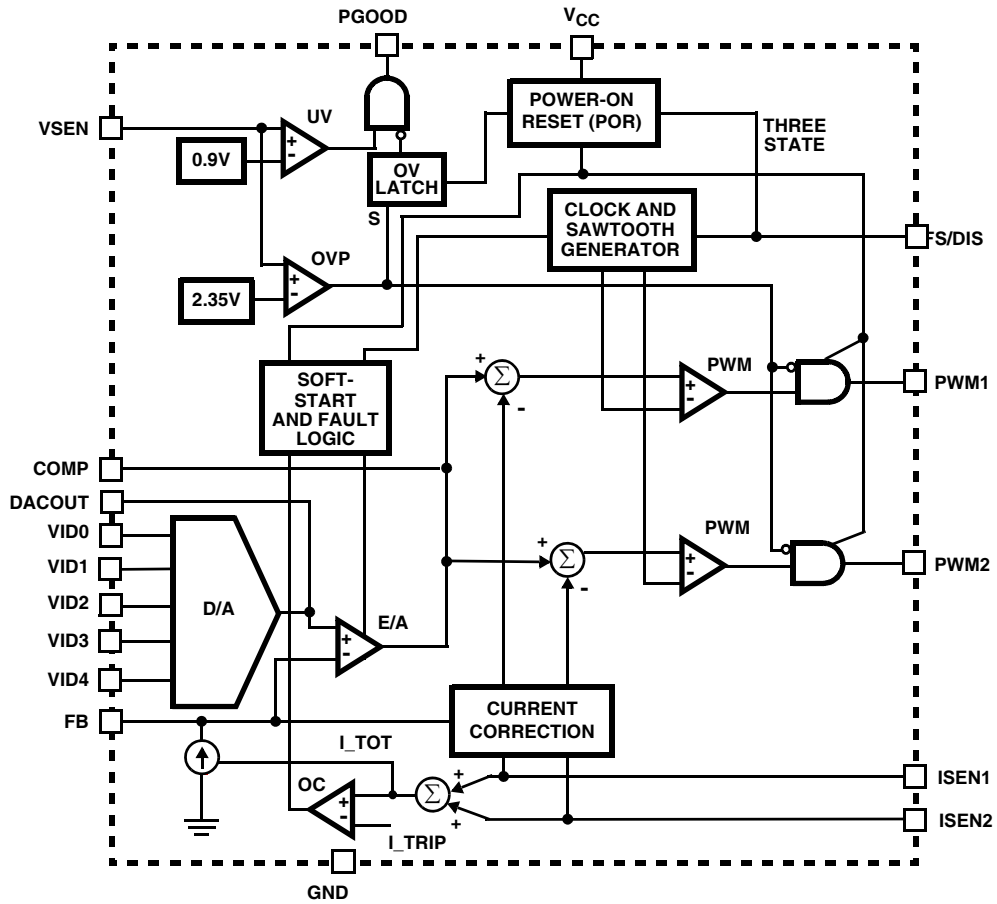 PGOOD
VCC
VSEN
UV
POWER-ON
RESET (POR)
THREE
STATE
0.9V
+
-
OV
LATCH
S
CLOCK AND
SAWTOOTH
GENERATOR
FS/DIS
OVP
2.35V
+
-
SOFT-
START
AND FAULT
LOGIC
+
Σ
-
PWM
+
-
PWM1
COMP
DACOUT
VID0
VID1
VID2
VID3
VID4
D/A
E/A
+
-
+
Σ
-
PWM
+
-
PWM2
FB
CURRENT
CORRECTION
I_TOT
OC
+
-
Σ
+
+
ISEN1
ISEN2
I_TRIP
GND